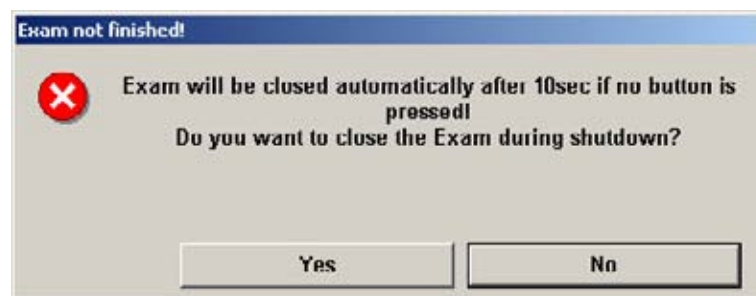 Exam not finished!
Exam will be closed automatically after 10sec if no button is
pressed!
Do you want to close the Exam during shutdown?
Yes
No